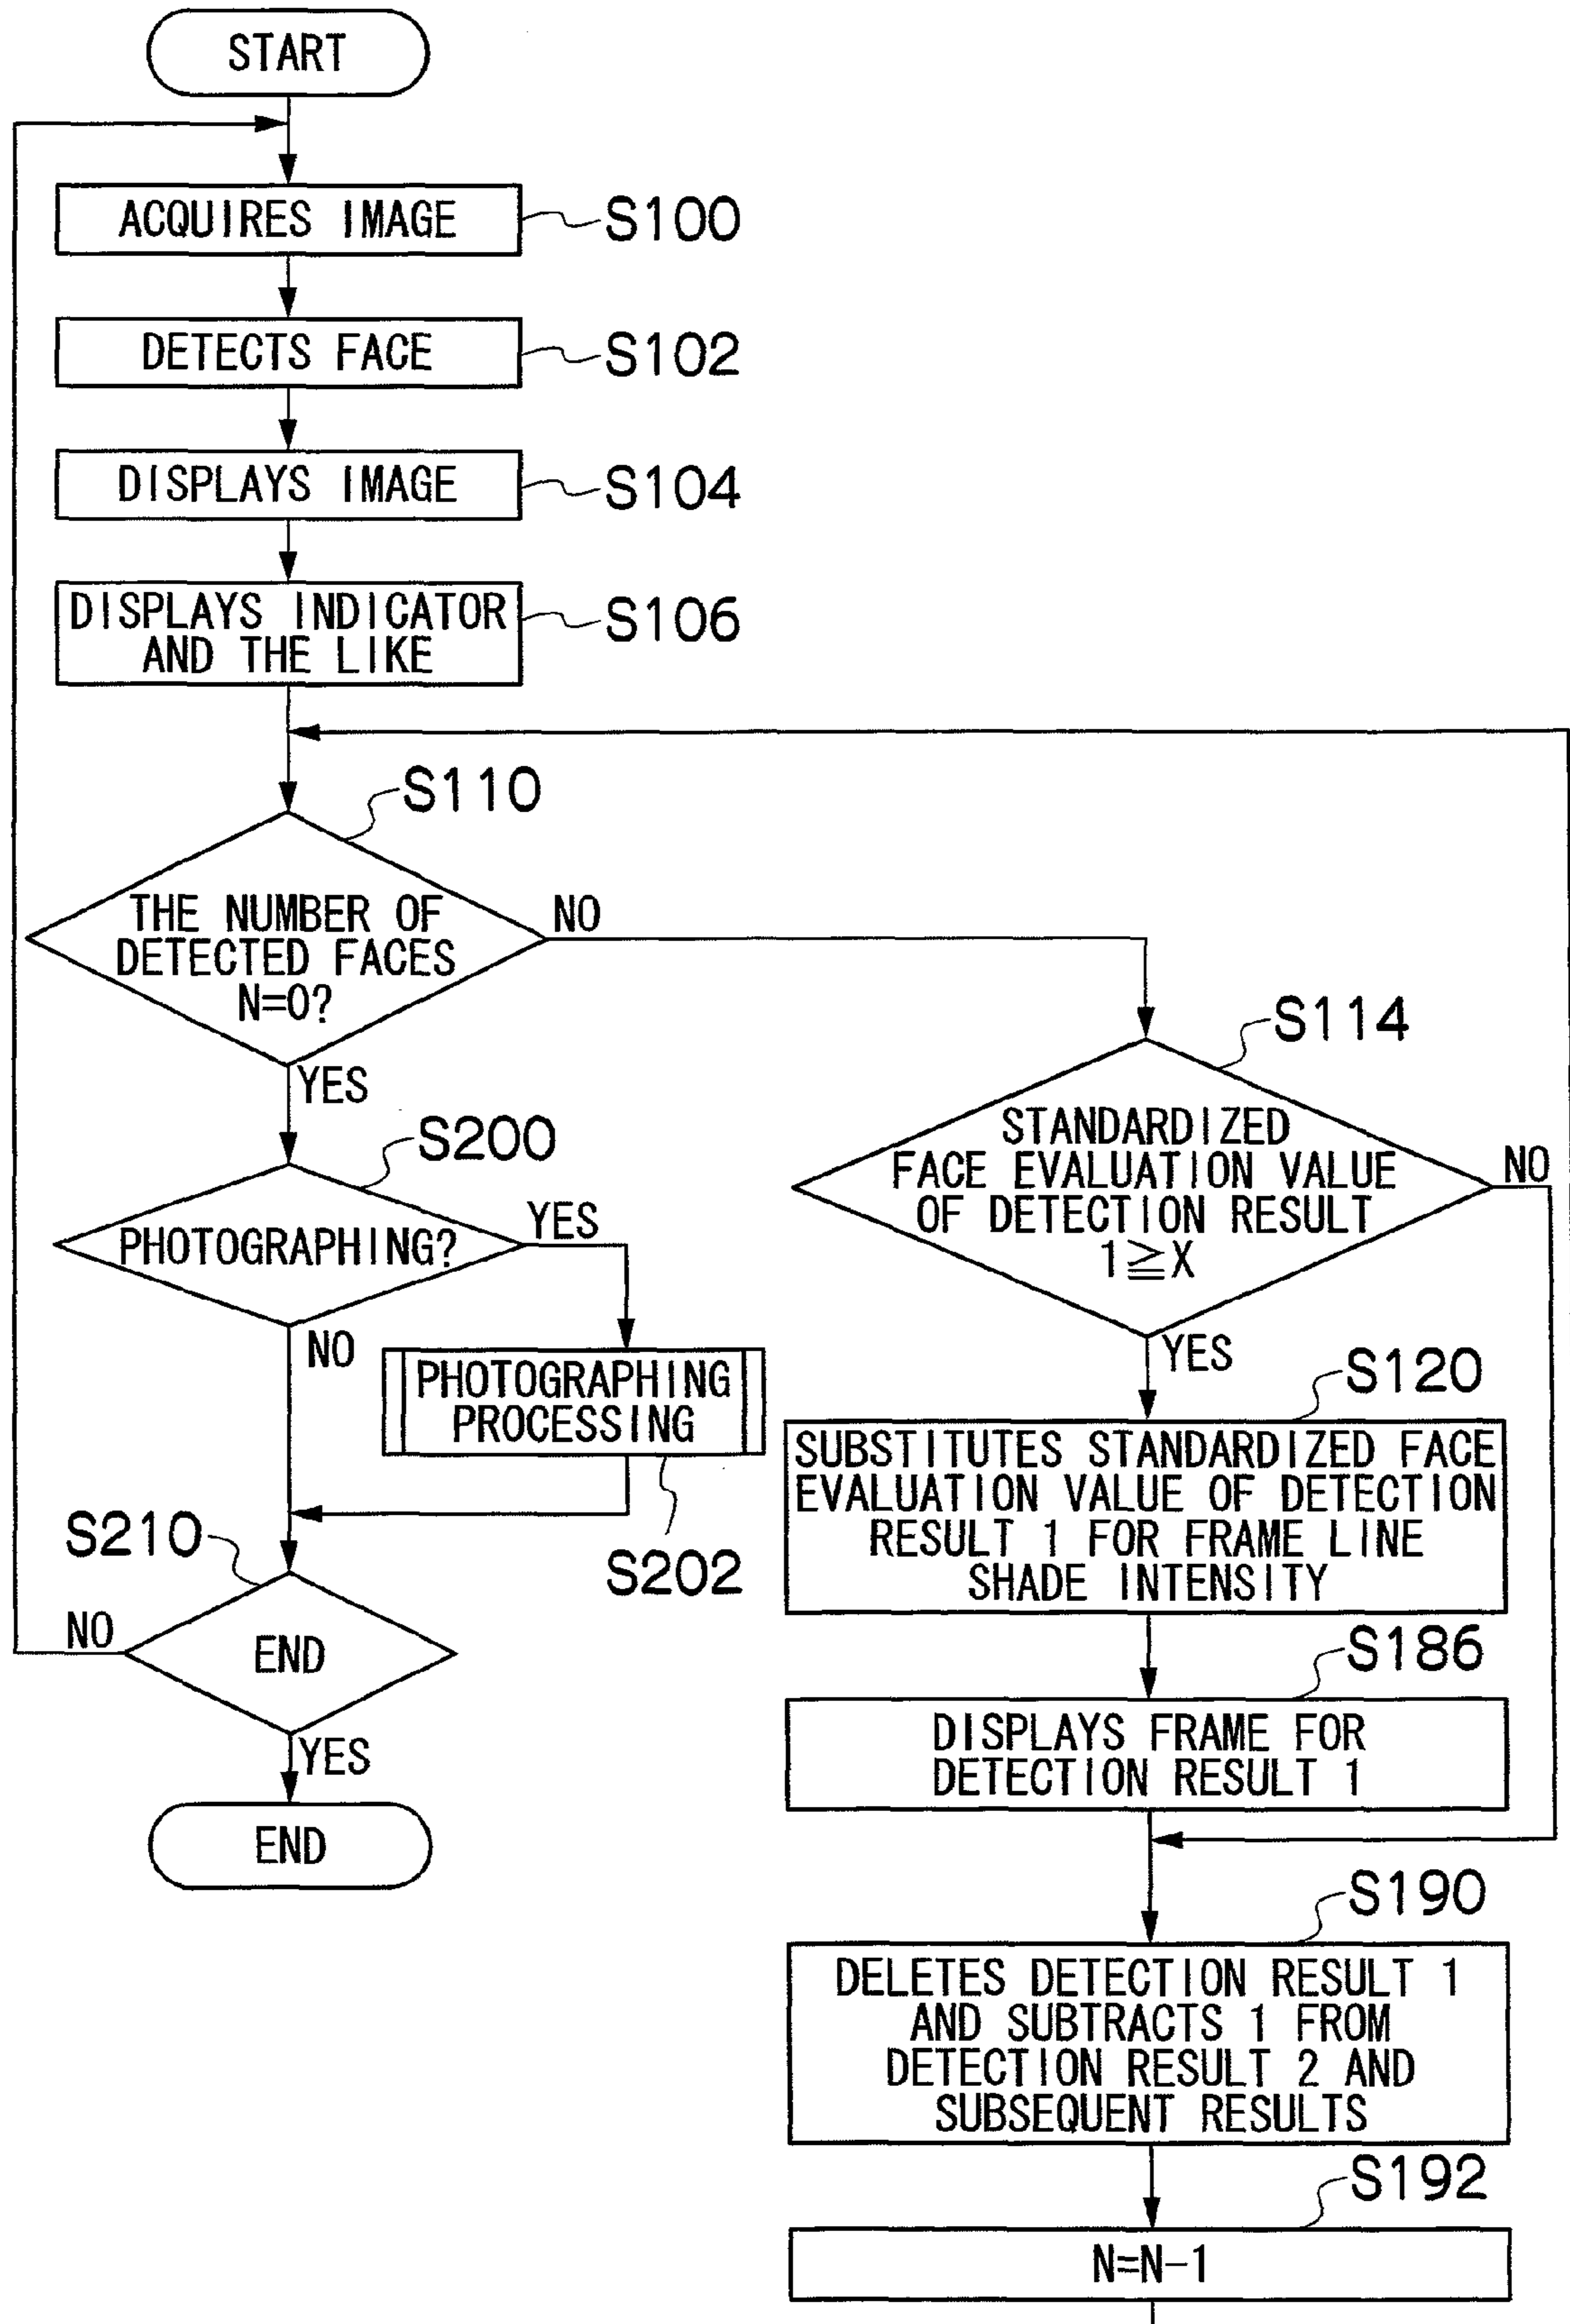 START
ACQUIRES IMAGE
S100
DETECTS FACE
S102
DISPLAYS IMAGE
S104
DISPLAYS INDICATOR
AND THE LIKE
S106
S110
THE NUMBER OF
DETECTED FACES
N=0?
NO
YES
S200
PHOTOGRAPHING?
YES
NO
PHOTOGRAPHING
PROCESSING
S202
S210
END
NO
YES
END
S114
STANDARDIZED
FACE EVALUATION VALUE
OF DETECTION RESULT
1≧X
NO
YES
S120
SUBSTITUTES STANDARDIZED FACE
EVALUATION VALUE OF DETECTION
RESULT 1 FOR FRAME LINE
SHADE INTENSITY
S186
DISPLAYS FRAME FOR
DETECTION RESULT 1
S190
DELETES DETECTION RESULT 1
AND SUBTRACTS 1 FROM
DETECTION RESULT 2 AND
SUBSEQUENT RESULTS
S192
N=N-1